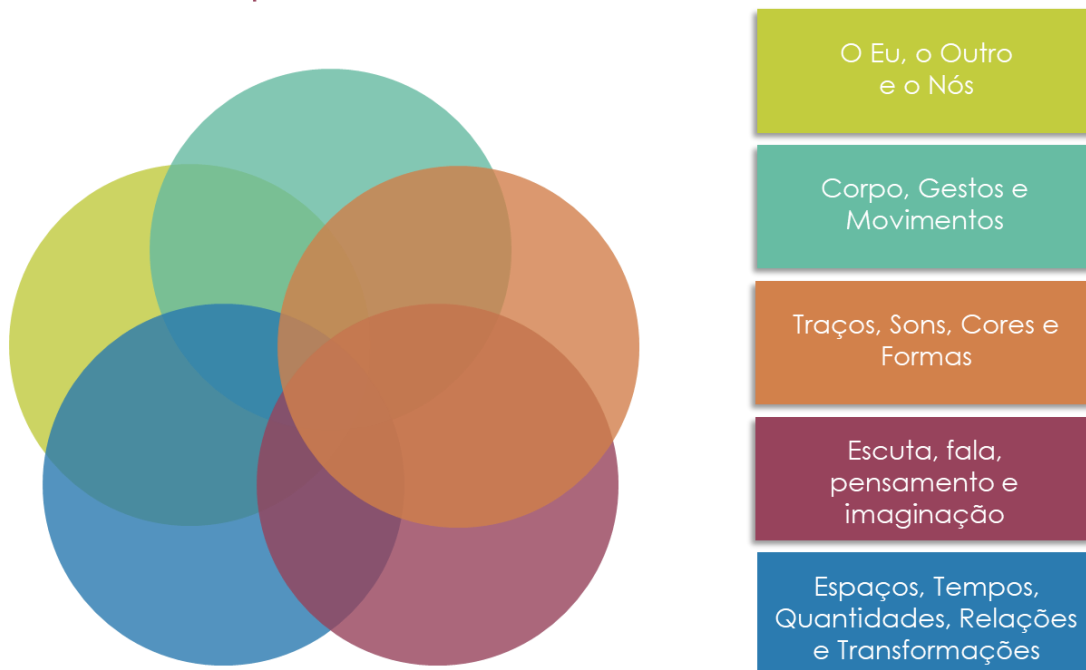 O Eu, o Outro
e o Nós
Corpo, Gestos e
Movimentos
Traços, Sons, Cores e
Formas
Escuta, fala,
pensamento e
imaginação
Espaços, Tempos,
Quantidades, Relações
e Transformações